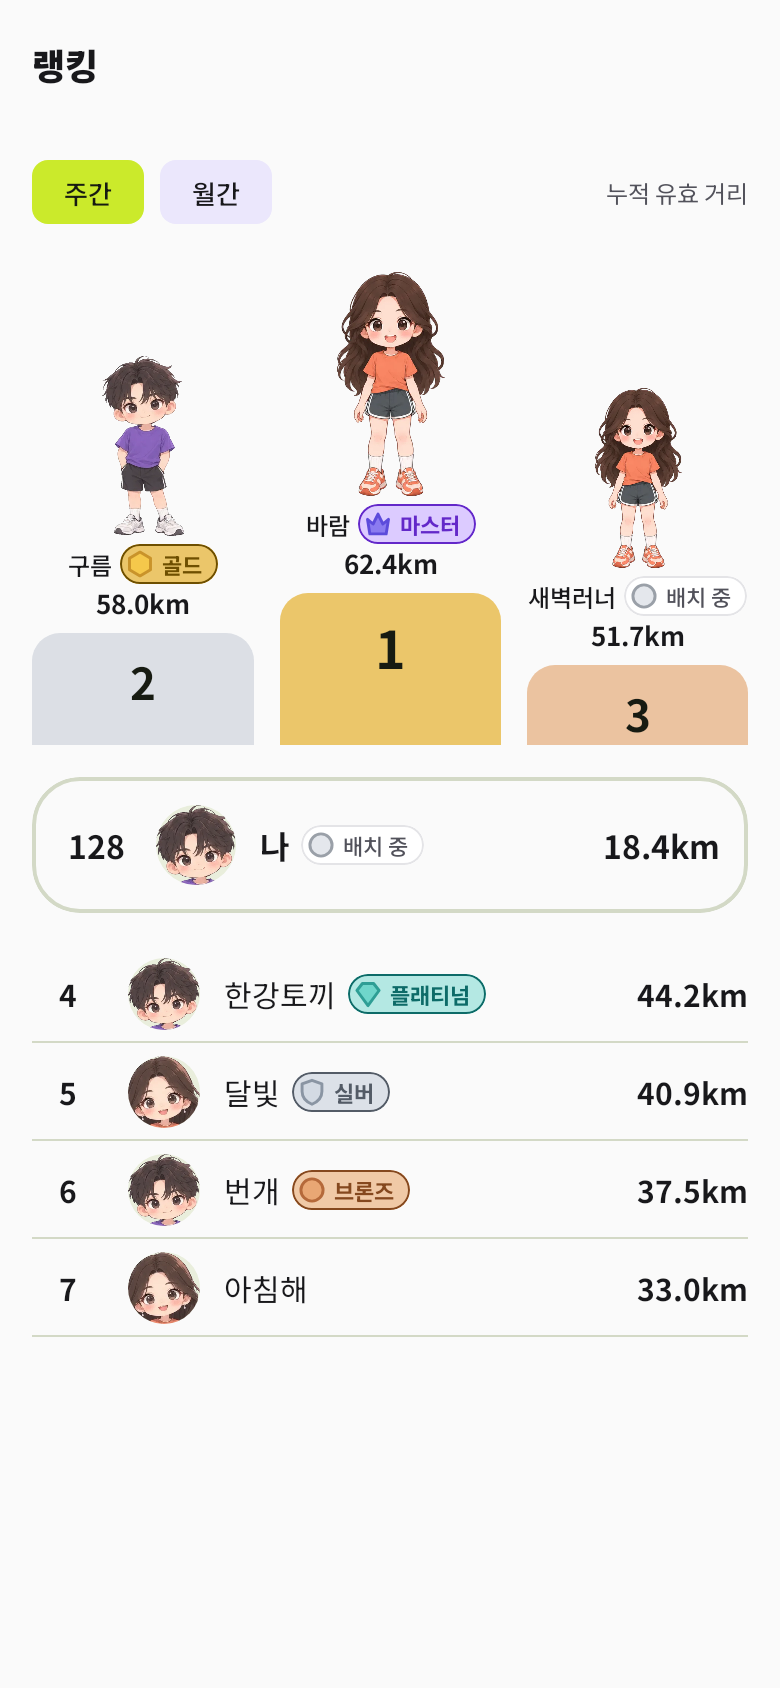 랭킹
주간 월간 누적 유효 거리
바람 마스터
62.4km
구름 골드
58.0km
새벽러너 배치 중
51.7km
1
2
3
128 나 배치 중 18.4km
4 한강토끼 플래티넘 44.2km
5 달빛 실버 40.9km
6 번개 브론즈 37.5km
7 아침해 33.0km